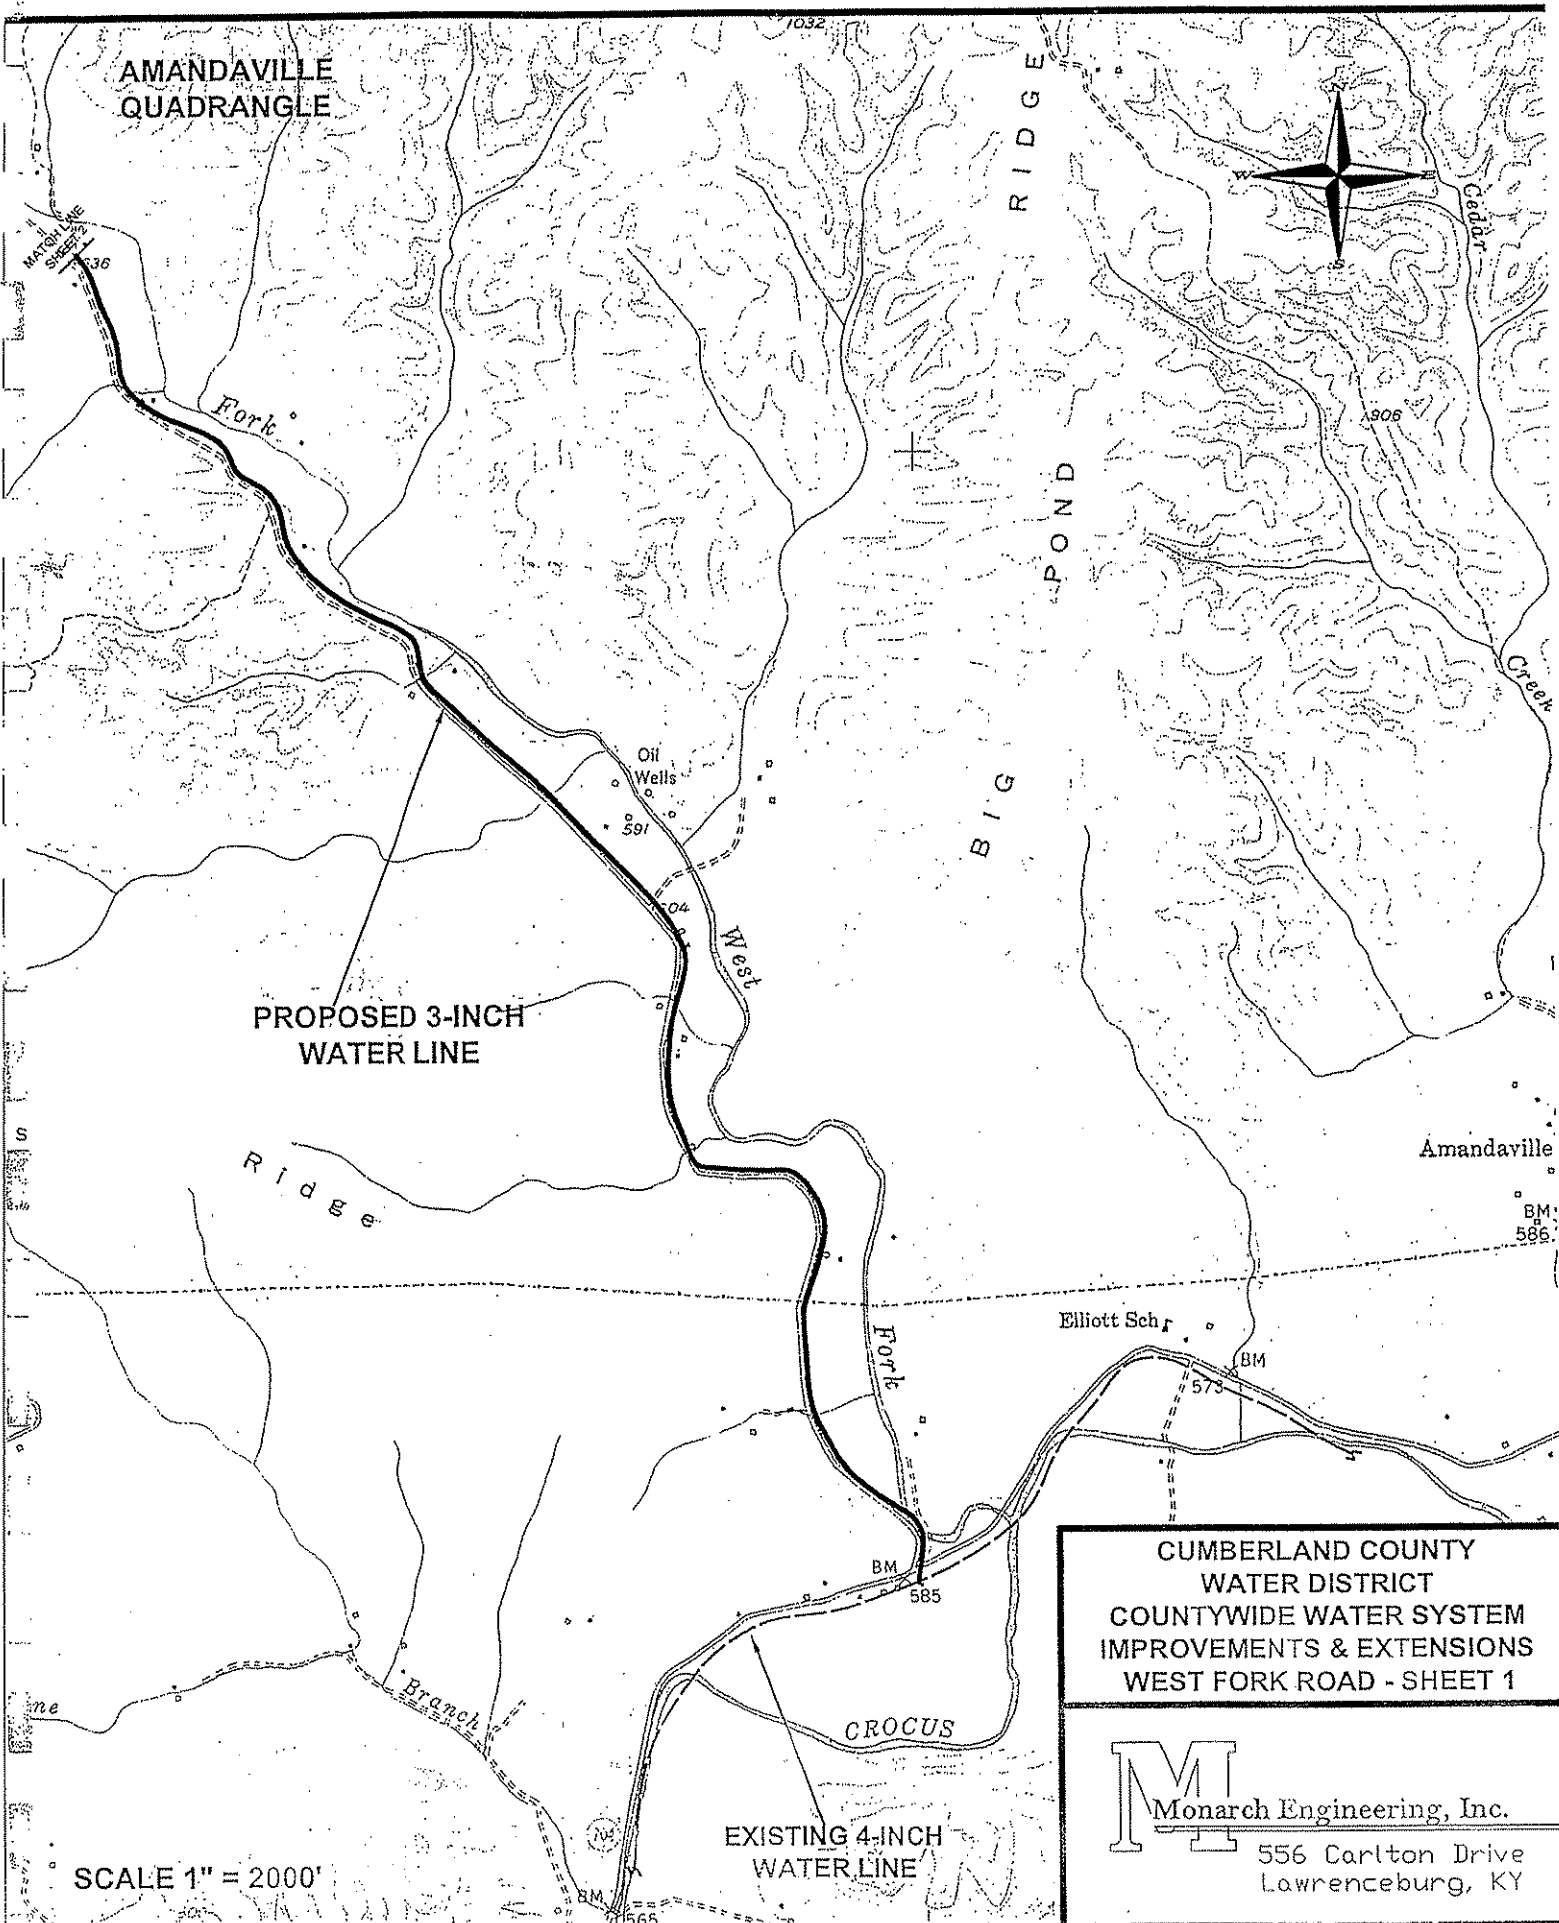 1032
AMANDAVILLE
QUADRANGLE
RIDGE
N
W
E
S
Cedar
MATCH LINE
SHEET 2
636
Fork
906
POND
Creek
Oil
Wells
591
BIG
604
West
PROPOSED 3-INCH
WATER LINE
S
Ridge
Amandaville
BM
586
Elliott Sch
BM
573
Fork
BM
585
CUMBERLAND COUNTY
WATER DISTRICT
COUNTYWIDE WATER SYSTEM
IMPROVEMENTS & EXTENSIONS
WEST FORK ROAD - SHEET 1
ne
Branch
CROCUS
M
Monarch Engineering, Inc.
556 Carlton Drive
Lawrenceburg, KY
EXISTING 4-INCH
WATER LINE
SCALE 1" = 2000'
BM
565